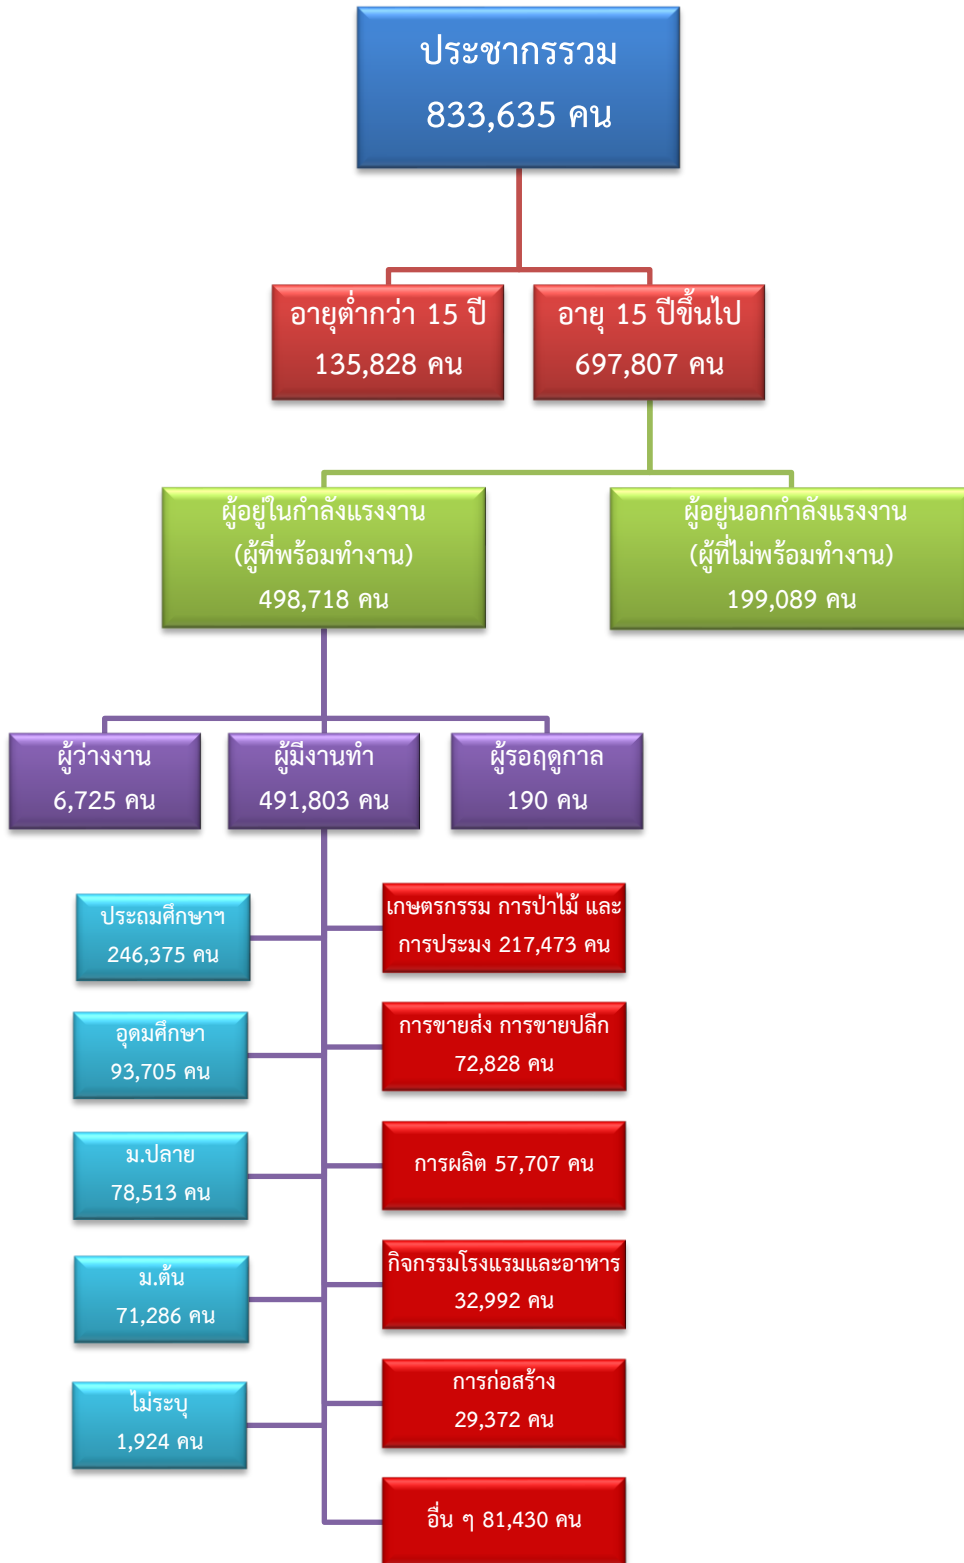 ประชากรรวม
833,635 คน
อายุต่ำกว่า 15 ปี
135,828 คน
อายุ 15 ปีขึ้นไป
697,807 คน
ผู้อยู่ในกำลังแรงงาน
(ผู้ที่พร้อมทำงาน)
498,718 คน
ผู้อยู่นอกกำลังแรงงาน
(ผู้ที่ไม่พร้อมทำงาน)
199,089 คน
ผู้ว่างงาน
6,725 คน
ผู้มีงานทำ
491,803 คน
ผู้รอฤดูกาล
190 คน
ประถมศึกษาฯ
246,375 คน
อุดมศึกษา
93,705 คน
ม.ปลาย
78,513 คน
ม.ต้น
71,286 คน
ไม่ระบุ
1,924 คน
เกษตรกรรม การป่าไม้ และ
การประมง 217,473 คน
การขายส่ง การขายปลีก
72,828 คน
การผลิต 57,707 คน
กิจกรรมโรงแรมและอาหาร
32,992 คน
การก่อสร้าง
29,372 คน
อื่น ๆ 81,430 คน